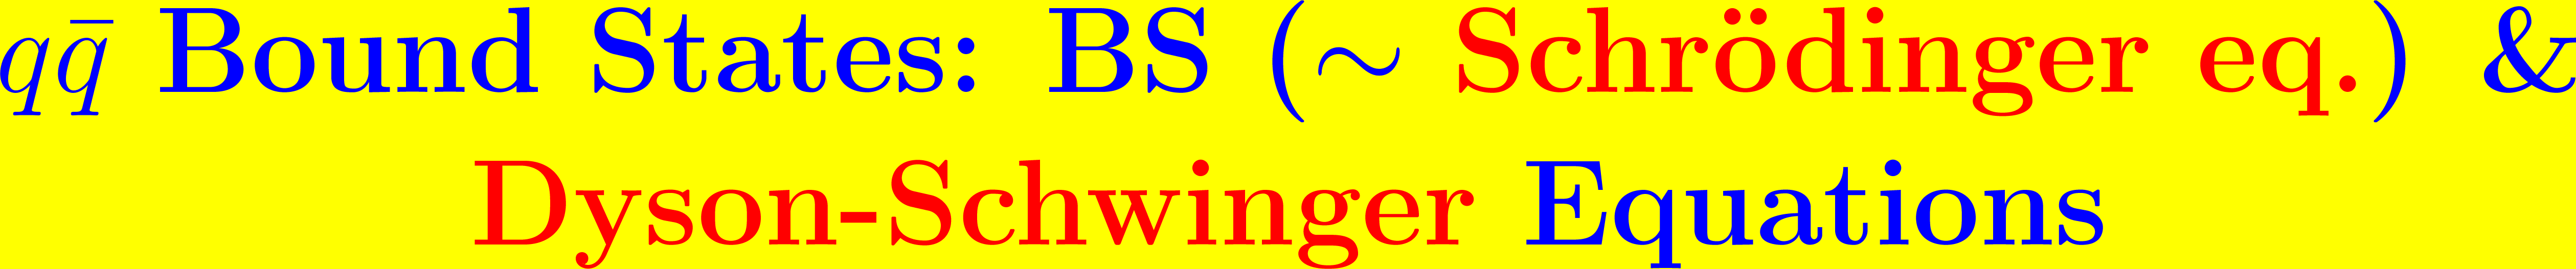 qq̄ Bound States: BS (∼ Schrödinger eq.) &
Dyson-Schwinger Equations